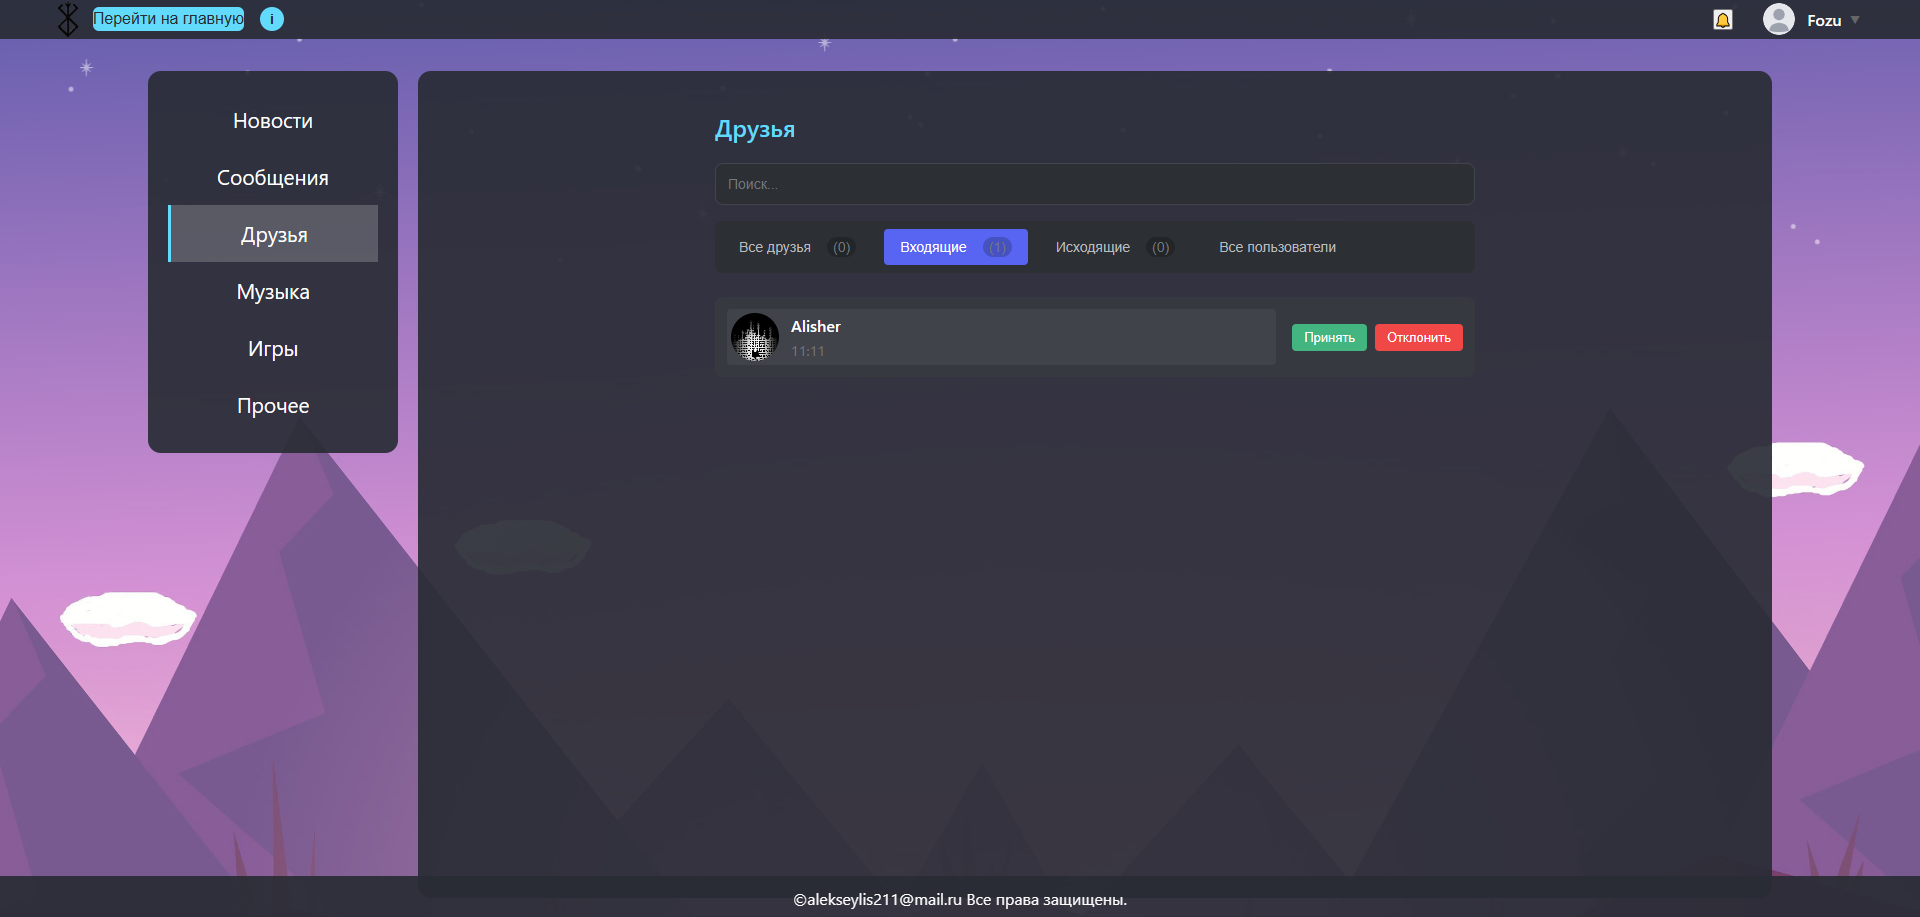 Перейти на главную i Fozu
Новости
Сообщения
Друзья
Музыка
Игры
Прочее
Друзья
Поиск...
Все друзья (0) Входящие (1) Исходящие (0) Все пользователи
Alisher
11:11
Принять Отклонить
©alekseylis211@mail.ru Все права защищены.